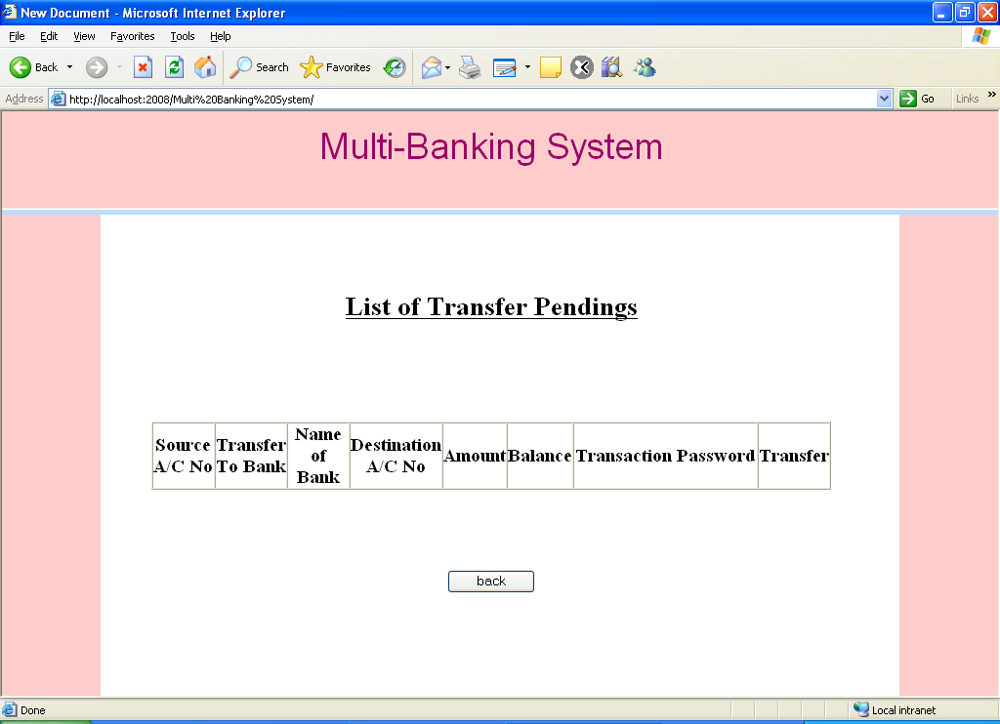 New Document - Microsoft Internet Explorer
File Edit View Favorites Tools Help
Back Search Favorites
Address http://localhost:2008/Multi%20Banking%20System/ Go Links »
Multi-Banking System
List of Transfer Pendings
Source A/C No
Transfer To Bank
Name of Bank
Destination A/C No
Amount
Balance
Transaction Password
Transfer
back
Done Local intranet